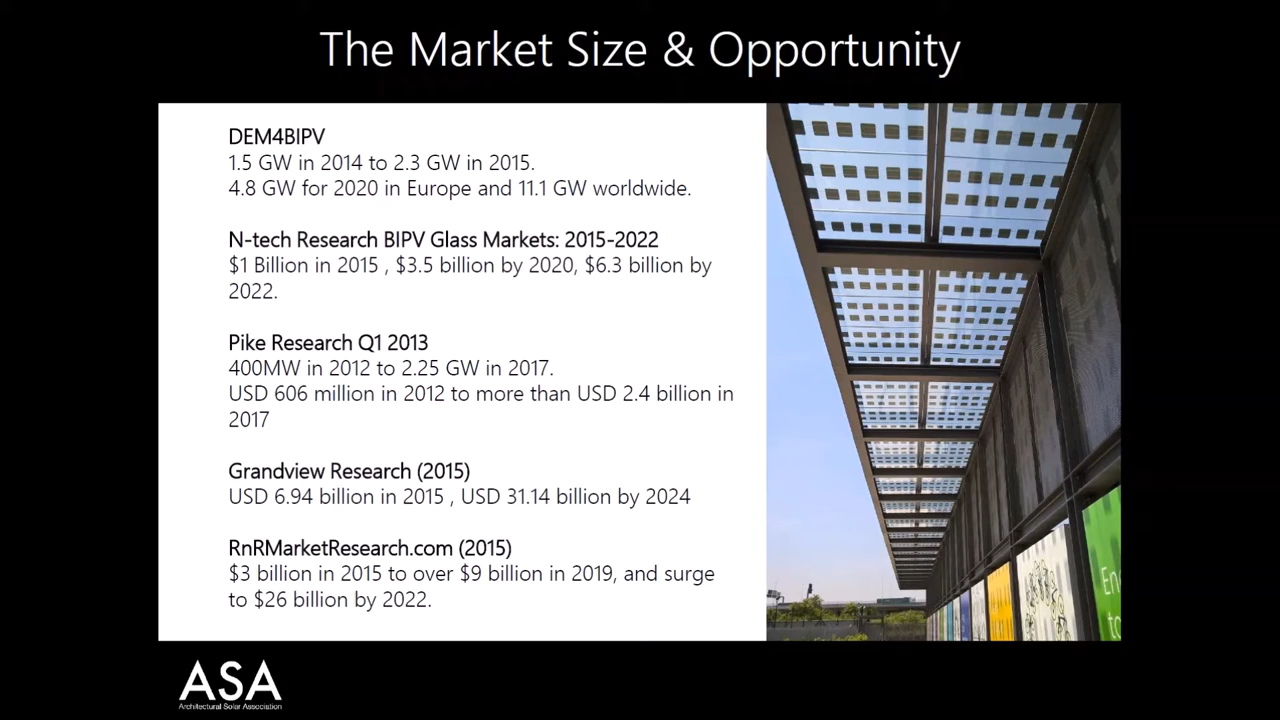 The Market Size & Opportunity
DEM4BIPV
1.5 GW in 2014 to 2.3 GW in 2015.
4.8 GW for 2020 in Europe and 11.1 GW worldwide.
N-tech Research BIPV Glass Markets: 2015-2022
$1 Billion in 2015 , $3.5 billion by 2020, $6.3 billion by
2022.
Pike Research Q1 2013
400MW in 2012 to 2.25 GW in 2017.
USD 606 million in 2012 to more than USD 2.4 billion in
2017
Grandview Research (2015)
USD 6.94 billion in 2015 , USD 31.14 billion by 2024
RnRMarketResearch.com (2015)
$3 billion in 2015 to over $9 billion in 2019, and surge
to $26 billion by 2022.
En
to
ASA
Architectural Solar Association